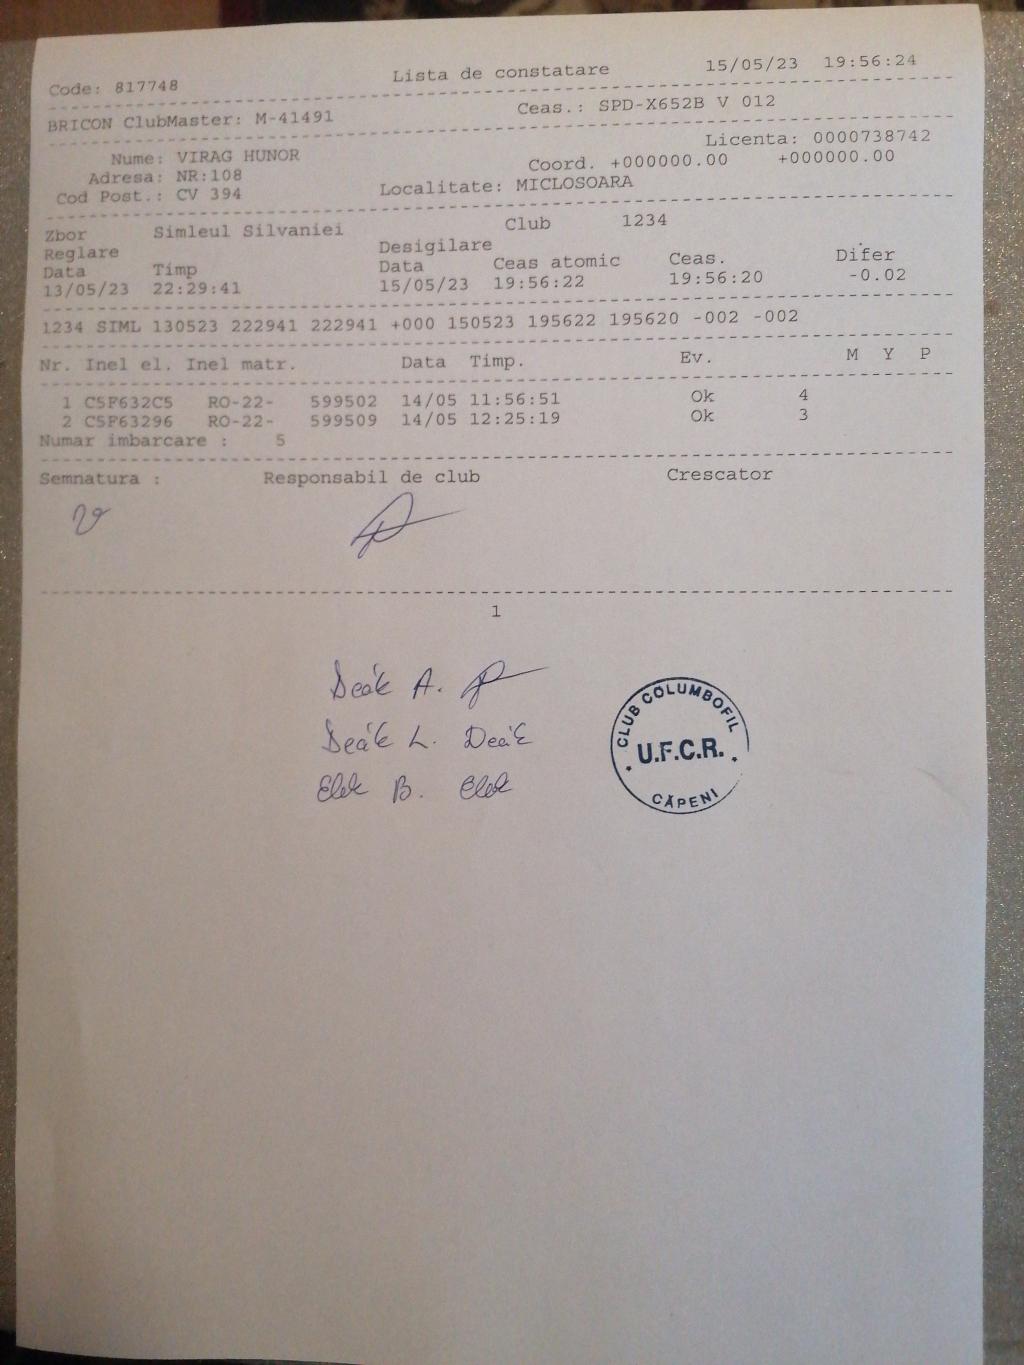 Code: 817748 Lista de constatare 15/05/23 19:56:24
BRICON ClubMaster: M-41491 Ceas.: SPD-X652B V 012
Licenta: 0000738742
Nume: VIRAG HUNOR Coord. +000000.00 +000000.00
Adresa: NR:108
Cod Post.: CV 394 Localitate: MICLOSOARA
Zbor Simleul Silvaniei Club 1234
Reglare Desigilare
Data Timp Data Ceas atomic Ceas. Difer
13/05/23 22:29:41 15/05/23 19:56:22 19:56:20 -0.02
1234 SIML 130523 222941 222941 +000 150523 195622 195620 -002 -002
Nr. Inel el. Inel matr. Data Timp. Ev. M Y P
1 C5F632C5 RO-22- 599502 14/05 11:56:51 Ok 4
2 C5F63296 RO-22- 599509 14/05 12:25:19 Ok 3
Numar imbarcare : 5
Semnatura : Responsabil de club Crescator
1
Deák A.
Deák L. Deák
Elek B. Elek
CLUB COLUMBOFIL
U.F.C.R.
CĂPENI